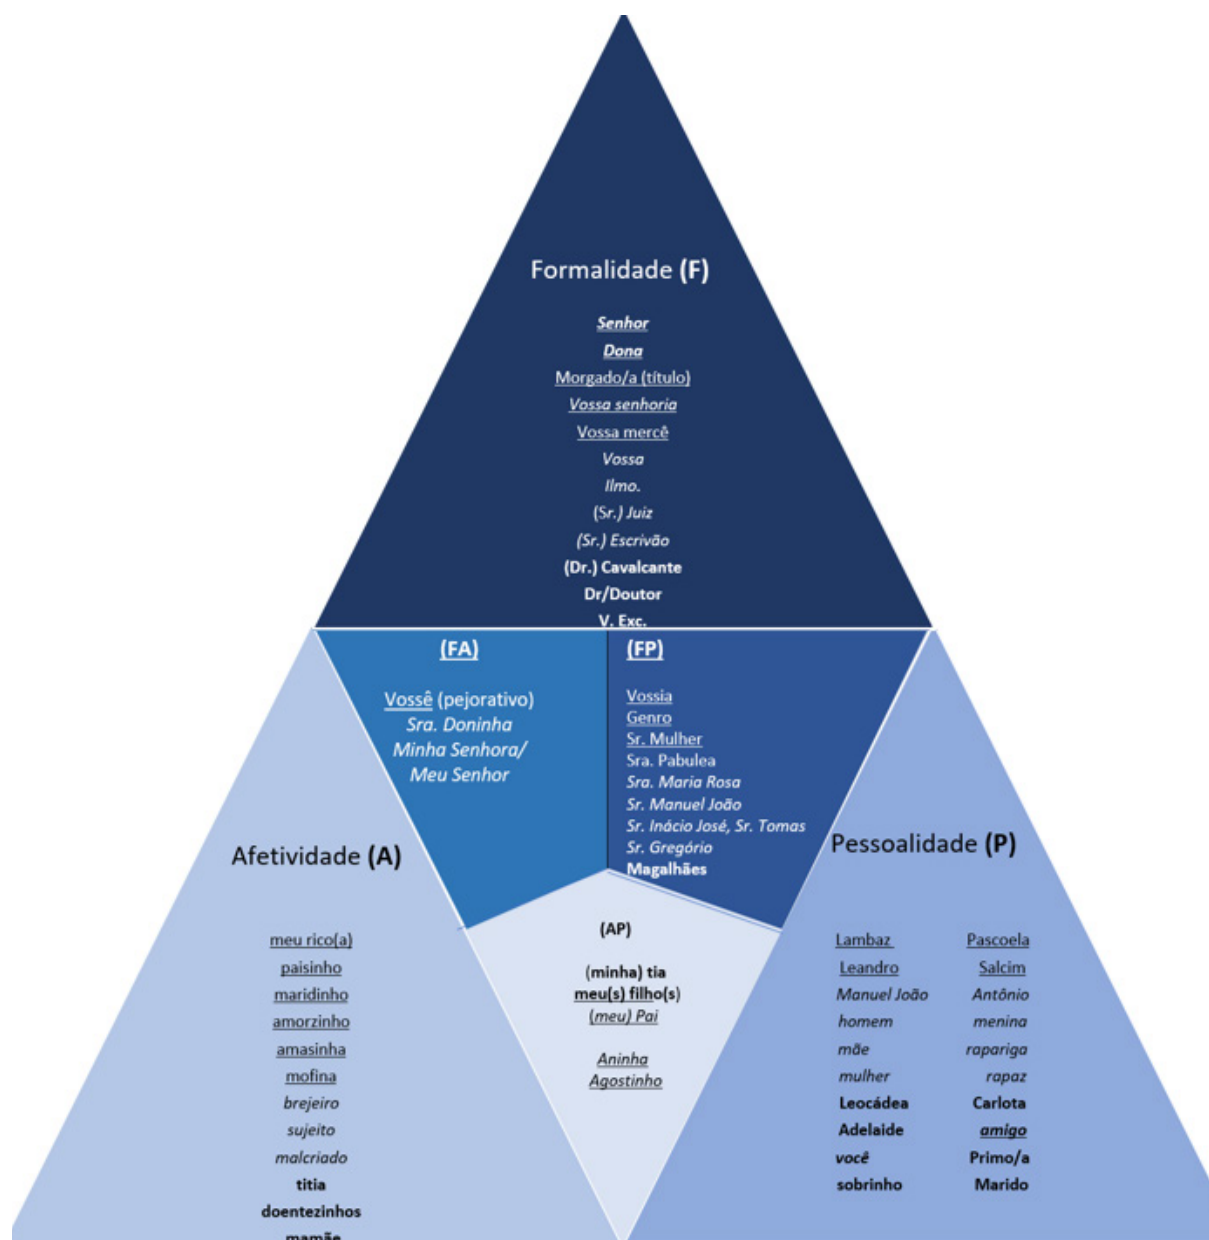 Formalidade (F)
Senhor
Dona
Morgado/a (título)
Vossa senhoria
Vossa mercê
Vossa
Ilmo.
(Sr.) Juiz
(Sr.) Escrivão
(Dr.) Cavalcante
Dr/Doutor
V. Exc.
(FA)
Vossê (pejorativo)
Sra. Doninha
Minha Senhora/
Meu Senhor
(FP)
Vossia
Genro
Sr. Mulher
Sra. Pabulea
Sra. Maria Rosa
Sr. Manuel João
Sr. Inácio José, Sr. Tomas
Sr. Gregório
Magalhães
Afetividade (A)
meu rico(a)
paisinho
maridinho
amorzinho
amasinha
mofina
brejeiro
sujeito
malcriado
titia
doentezinhos
mamãe
(AP)
(minha) tia
meu(s) filho(s)
(meu) Pai
Aninha
Agostinho
Pessoalidade (P)
Lambaz Pascoela
Leandro Salcim
Manuel João Antônio
homem menina
mãe rapariga
mulher rapaz
Leocádea Carlota
Adelaide amigo
você Primo/a
sobrinho Marido